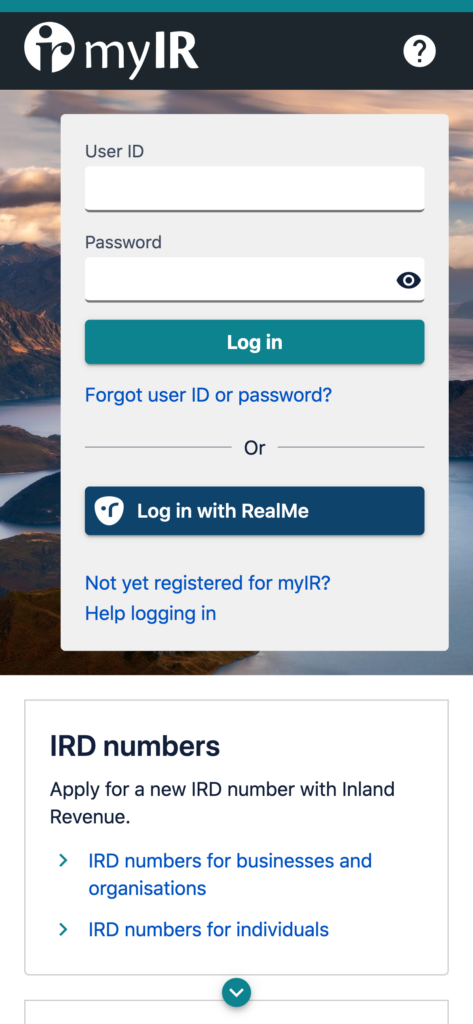 ir myIR
?
User ID
Password
Log in
Forgot user ID or password?
Or
Log in with RealMe
Not yet registered for myIR?
Help logging in
IRD numbers
Apply for a new IRD number with Inland
Revenue.
IRD numbers for businesses and
organisations
IRD numbers for individuals